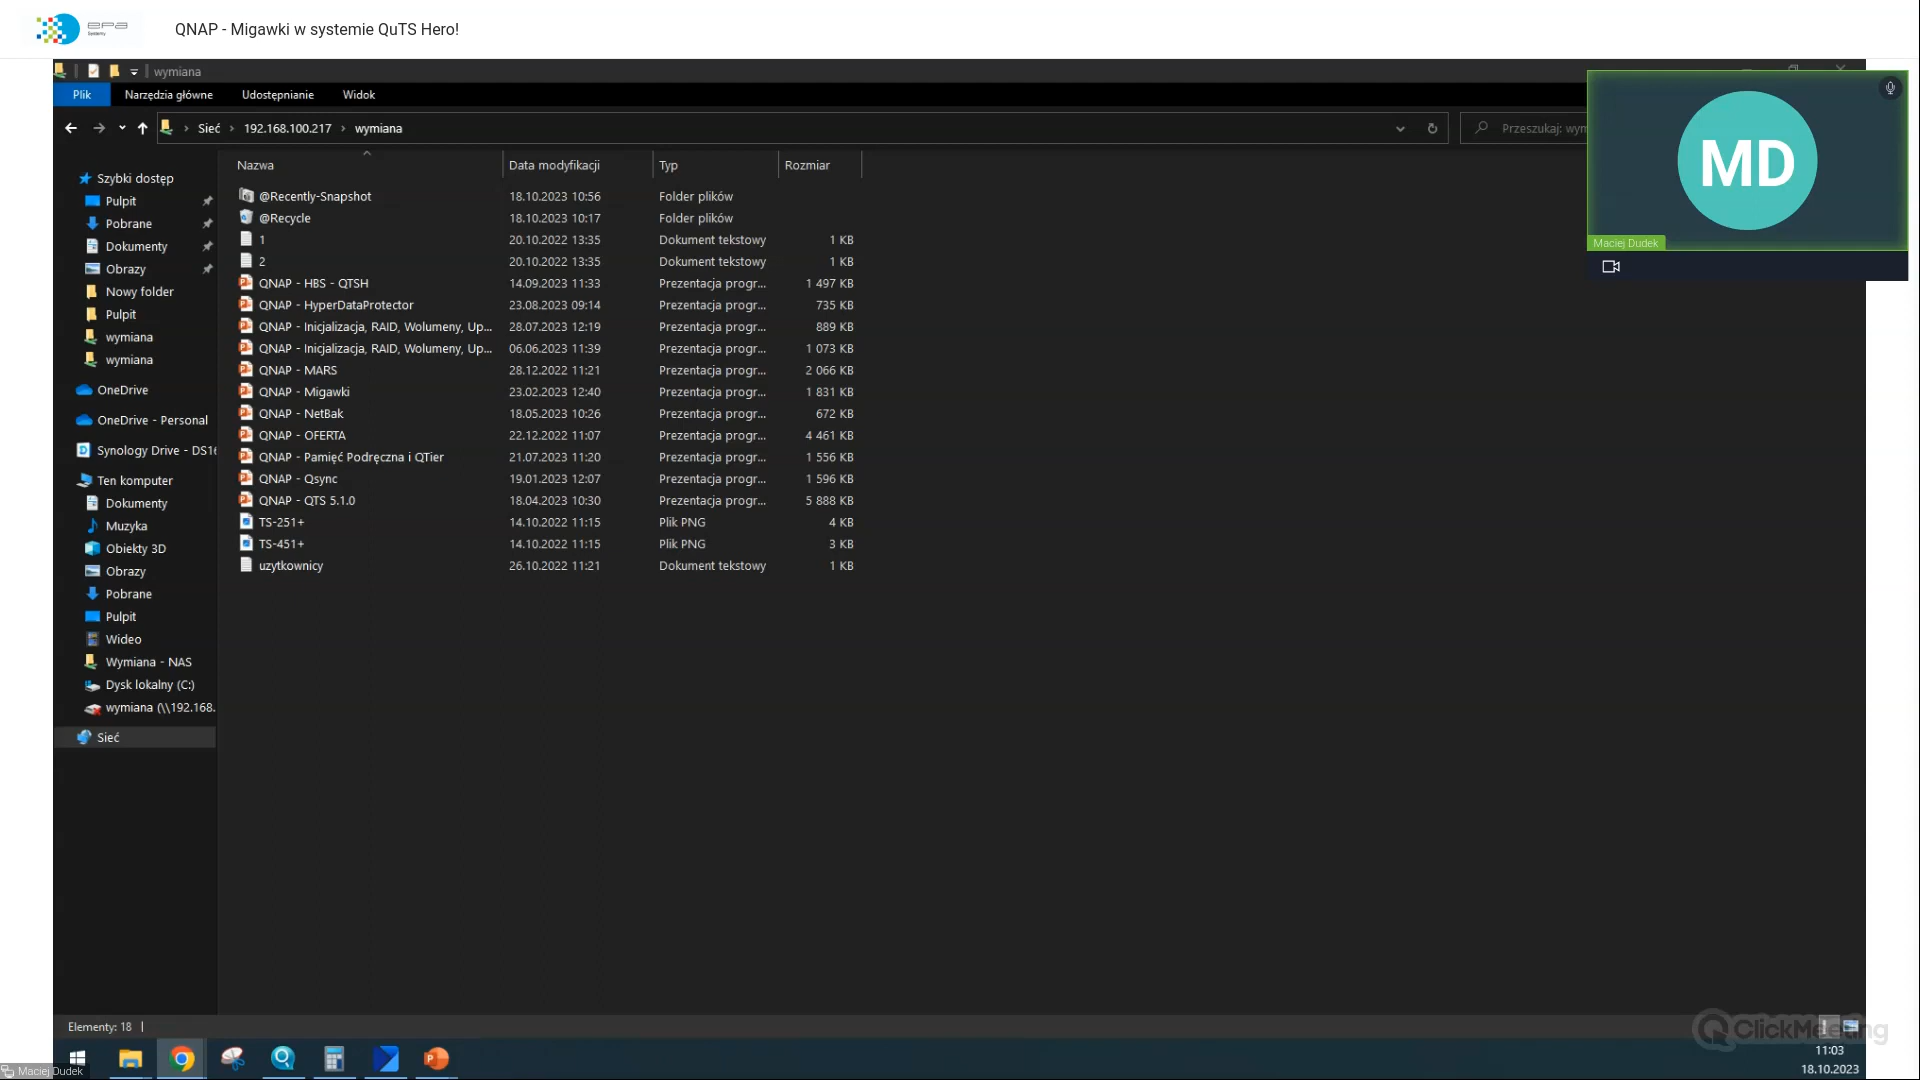 epa
Systemy
QNAP - Migawki w systemie QuTS Hero!
wymiana
Plik
Narzędzia główne
Udostępnianie
Widok
Sieć
192.168.100.217
wymiana
Przeszukaj: wym
Nazwa
Data modyfikacji
Typ
Rozmiar
@Recently-Snapshot 18.10.2023 10:56 Folder plików
@Recycle 18.10.2023 10:17 Folder plików
1 20.10.2022 13:35 Dokument tekstowy 1 KB
2 20.10.2022 13:35 Dokument tekstowy 1 KB
QNAP - HBS - QTSH 14.09.2023 11:33 Prezentacja progr... 1 497 KB
QNAP - HyperDataProtector 23.08.2023 09:14 Prezentacja progr... 735 KB
QNAP - Inicjalizacja, RAID, Wolumeny, Up... 28.07.2023 12:19 Prezentacja progr... 889 KB
QNAP - Inicjalizacja, RAID, Wolumeny, Up... 06.06.2023 11:39 Prezentacja progr... 1 073 KB
QNAP - MARS 28.12.2022 11:21 Prezentacja progr... 2 066 KB
QNAP - Migawki 23.02.2023 12:40 Prezentacja progr... 1 831 KB
QNAP - NetBak 18.05.2023 10:26 Prezentacja progr... 672 KB
QNAP - OFERTA 22.12.2022 11:07 Prezentacja progr... 4 461 KB
QNAP - Pamięć Podręczna i QTier 21.07.2023 11:20 Prezentacja progr... 1 556 KB
QNAP - Qsync 19.01.2023 12:07 Prezentacja progr... 1 596 KB
QNAP - QTS 5.1.0 18.04.2023 10:30 Prezentacja progr... 5 888 KB
TS-251+ 14.10.2022 11:15 Plik PNG 4 KB
TS-451+ 14.10.2022 11:15 Plik PNG 3 KB
uzytkownicy 26.10.2022 11:21 Dokument tekstowy 1 KB
Szybki dostęp
Pulpit
Pobrane
Dokumenty
Obrazy
Nowy folder
Pulpit
wymiana
wymiana
OneDrive
OneDrive - Personal
Synology Drive - DS16
Ten komputer
Dokumenty
Muzyka
Obiekty 3D
Obrazy
Pobrane
Pulpit
Wideo
Wymiana - NAS
Dysk lokalny (C:)
wymiana (\\192.168.
Sieć
MD
Maciej Dudek
Elementy: 18
ClickMeeting
11:03
18.10.2023
Maciej Dudek